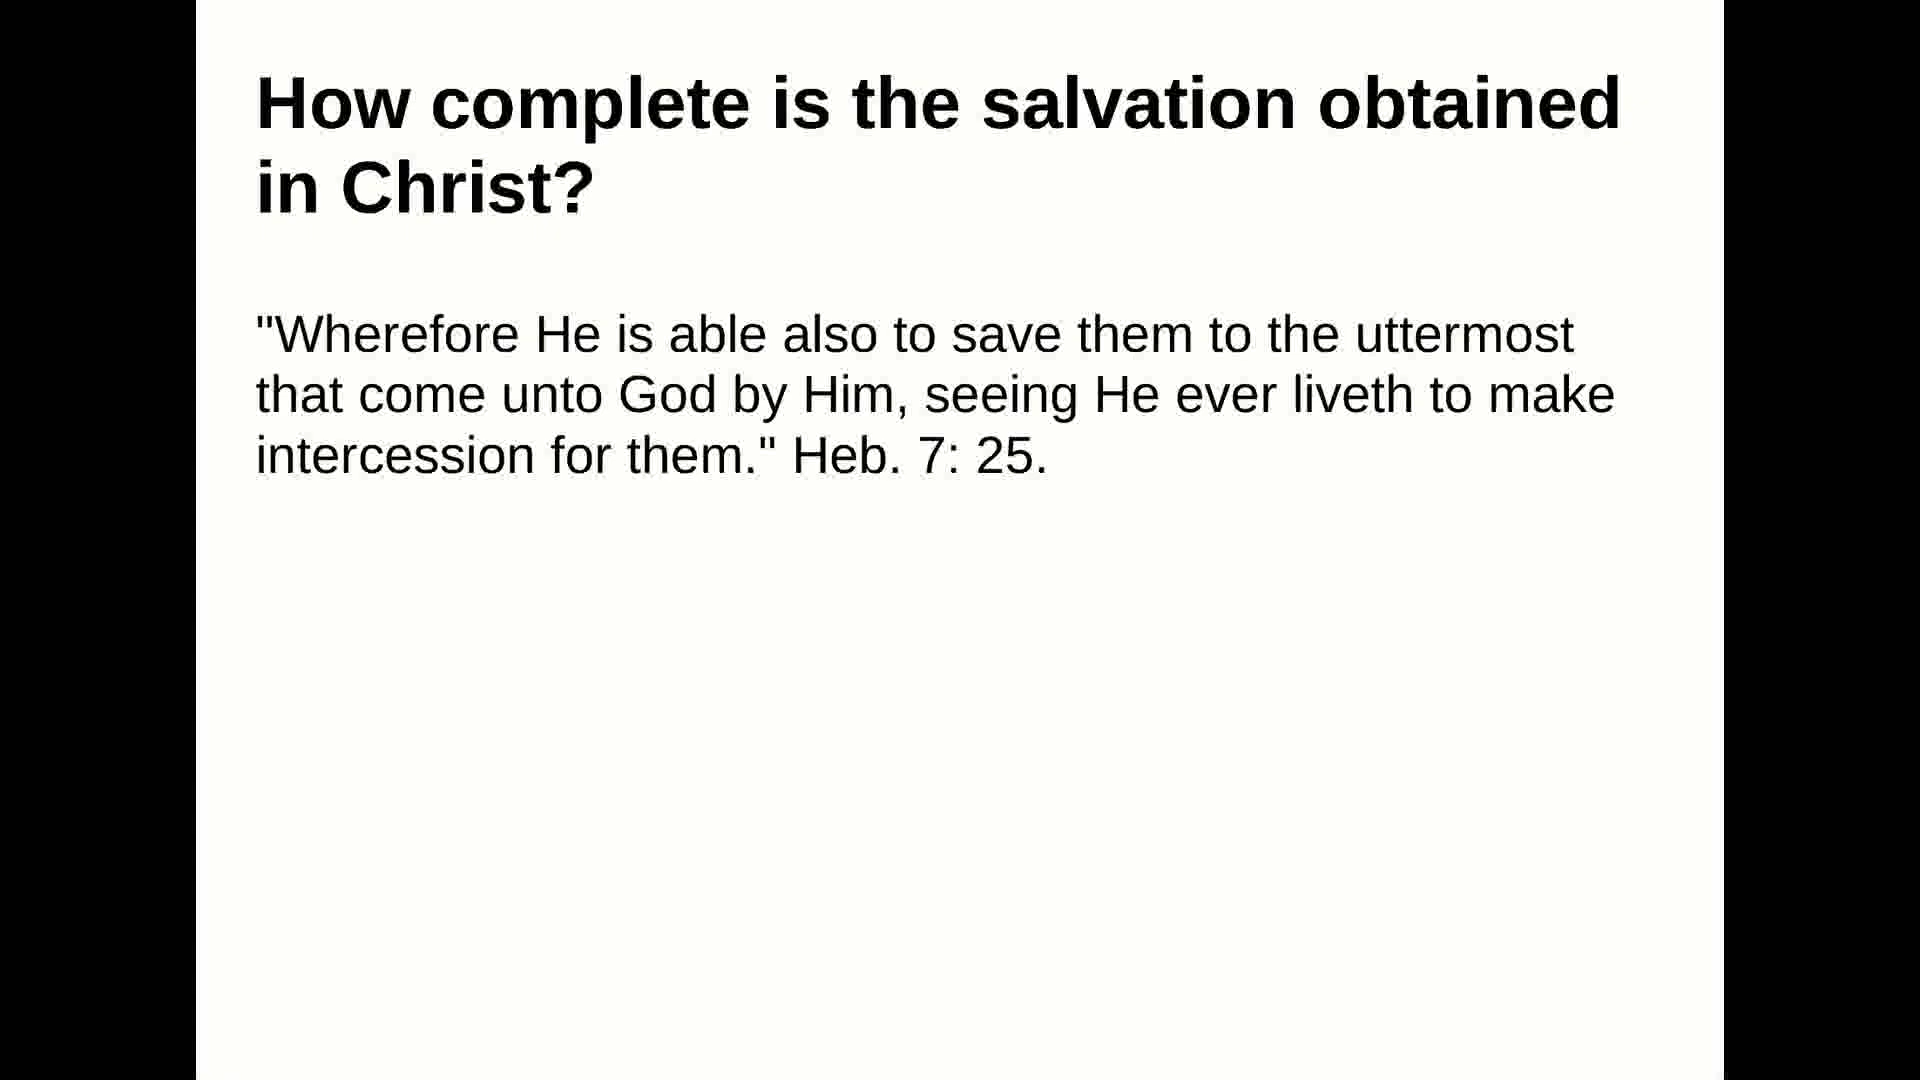 How complete is the salvation obtained
in Christ?
"Wherefore He is able also to save them to the uttermost
that come unto God by Him, seeing He ever liveth to make
intercession for them." Heb. 7: 25.